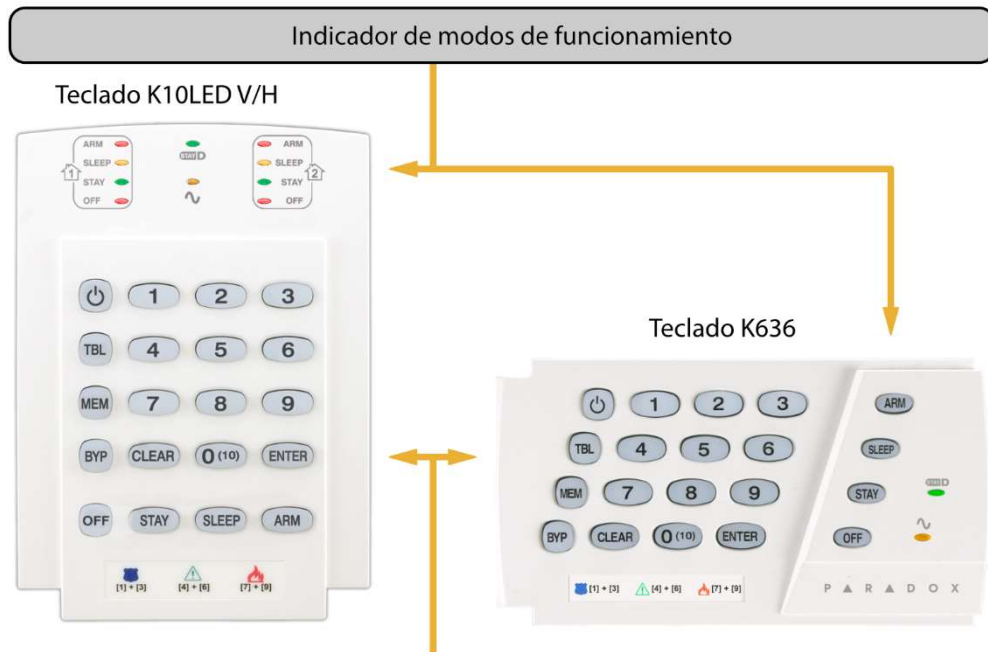 Indicador de modos de funcionamiento
Teclado K10LED V/H
ARM
SLEEP
1
STAY
OFF
STAY D
ARM
SLEEP
2
STAY
OFF
1 2 3
TBL 4 5 6
MEM 7 8 9
BYP CLEAR 0 (10) ENTER
OFF STAY SLEEP ARM
[1] + [3] [4] + [6] [7] + [9]
Teclado K636
1 2 3 ARM
TBL 4 5 6 SLEEP
MEM 7 8 9 STAY
BYP CLEAR 0 (10) ENTER OFF
[1] + [3] [4] + [6] [7] + [9]
PARADOX